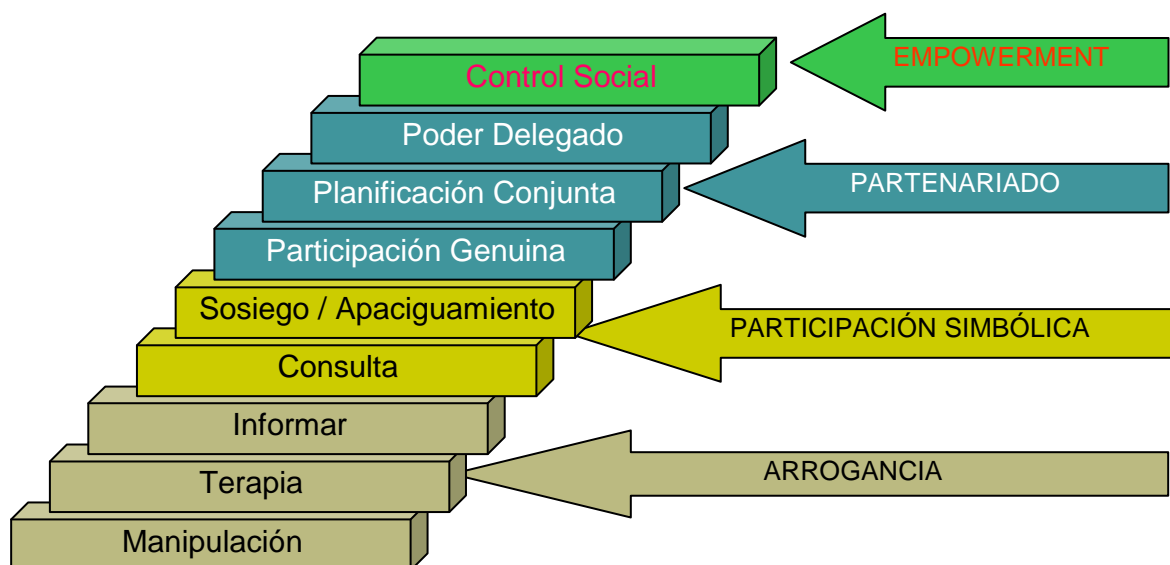 Control Social
EMPOWERMENT
Poder Delegado
Planificación Conjunta
PARTENARIADO
Participación Genuina
Sosiego / Apaciguamiento
PARTICIPACIÓN SIMBÓLICA
Consulta
Informar
Terapia
ARROGANCIA
Manipulación